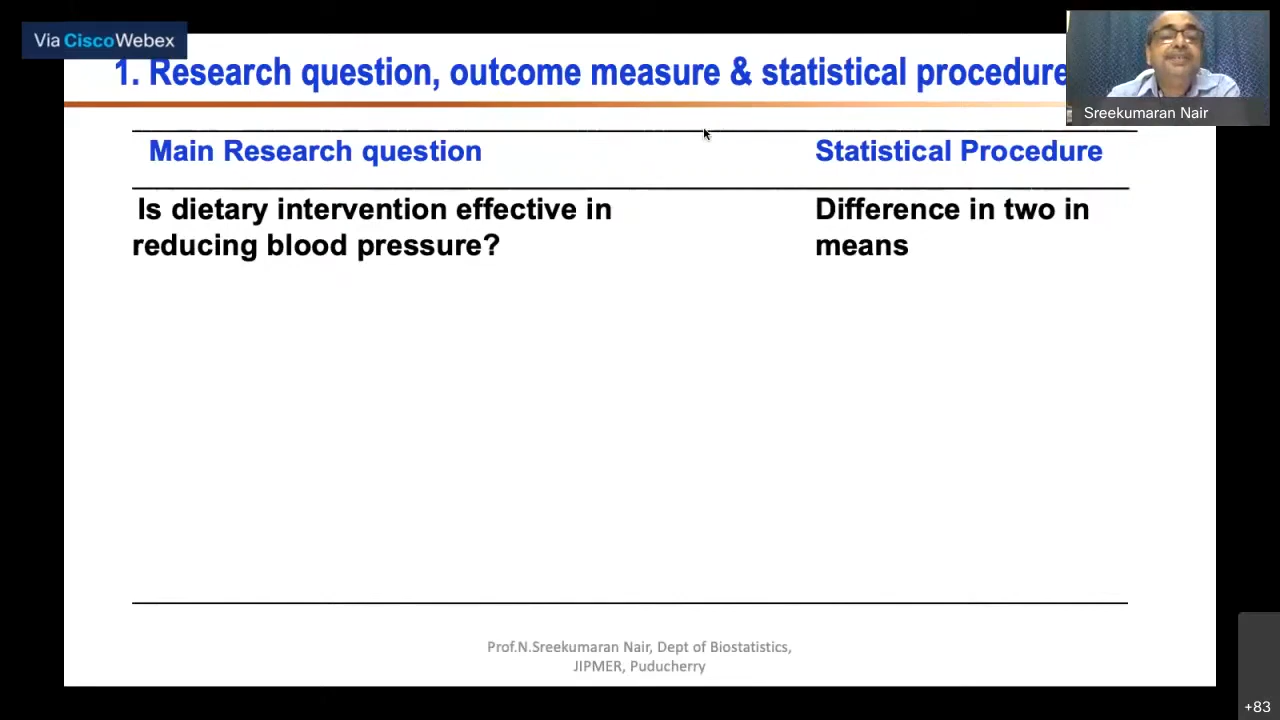 Via CiscoWebex
1. Research question, outcome measure & statistical procedure
Sreekumaran Nair
Main Research question
Statistical Procedure
Is dietary intervention effective in
reducing blood pressure?
Difference in two in
means
Prof.N.Sreekumaran Nair, Dept of Biostatistics,
JIPMER, Puducherry
+83